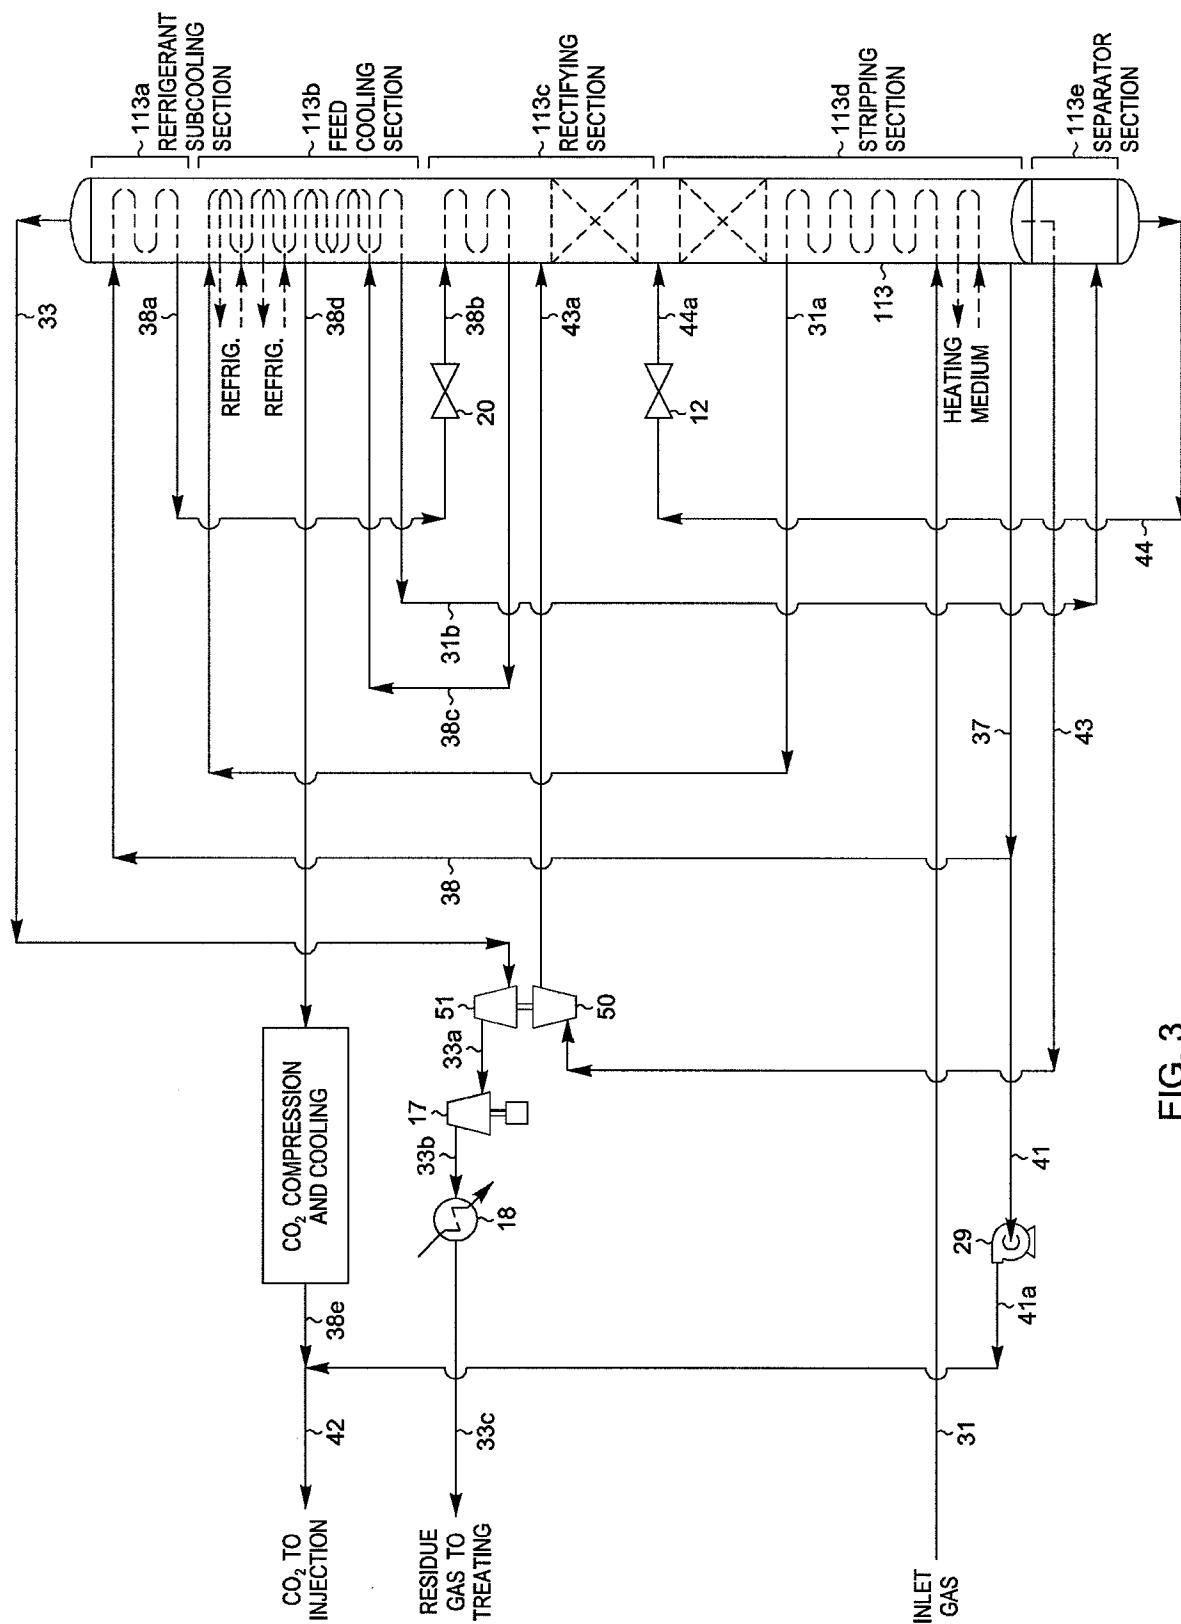 113a
REFRIGERANT
SUBCOOLING
SECTION
113b
FEED
COOLING
SECTION
113c
RECTIFYING
SECTION
113d
STRIPPING
SECTION
113e
SEPARATOR
SECTION
33
38a
REFRIG.
REFRIG.
38d
38b
20
43a
44a
12
31a
113
HEATING
MEDIUM
44
31b
38c
37
43
38
51
50
33a
CO2 COMPRESSION
AND COOLING
17
33b
18
41
29
41a
38e
42
33c
31
CO2 TO
INJECTION
RESIDUE
GAS TO
TREATING
INLET
GAS
FIG. 3